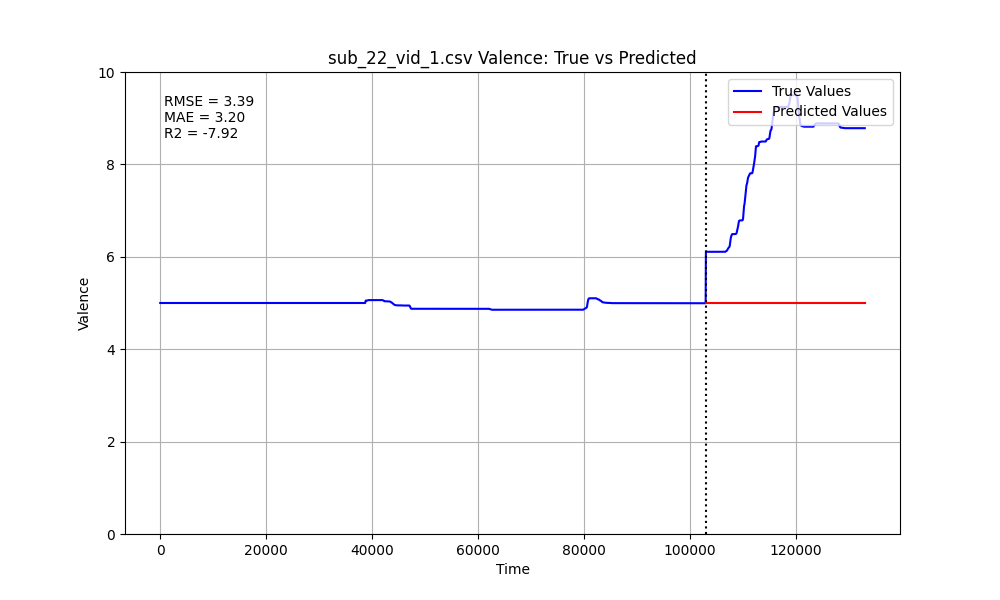 sub_22_vid_1.csv Valence: True vs Predicted
RMSE = 3.39
MAE = 3.20
R2 = -7.92
True Values
Predicted Values
10
8
6
4
2
0
Valence
0 20000 40000 60000 80000 100000 120000
Time